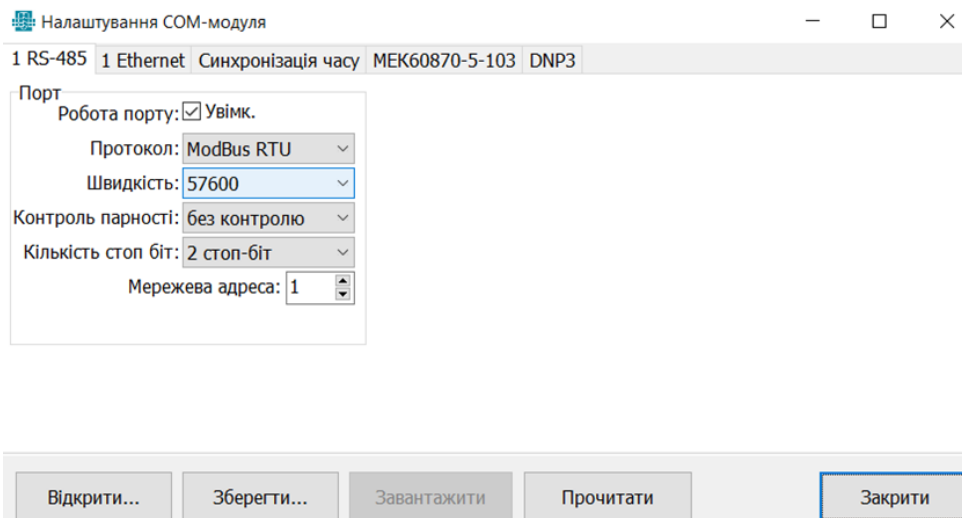 Налаштування COM-модуля
1 RS-485 1 Ethernet Синхронізація часу МЕК60870-5-103 DNP3
Порт
Робота порту: Увімк.
Протокол: ModBus RTU
Швидкість: 57600
Контроль парності: без контролю
Кількість стоп біт: 2 стоп-біт
Мережева адреса: 1
Відкрити... Зберегти... Завантажити Прочитати Закрити